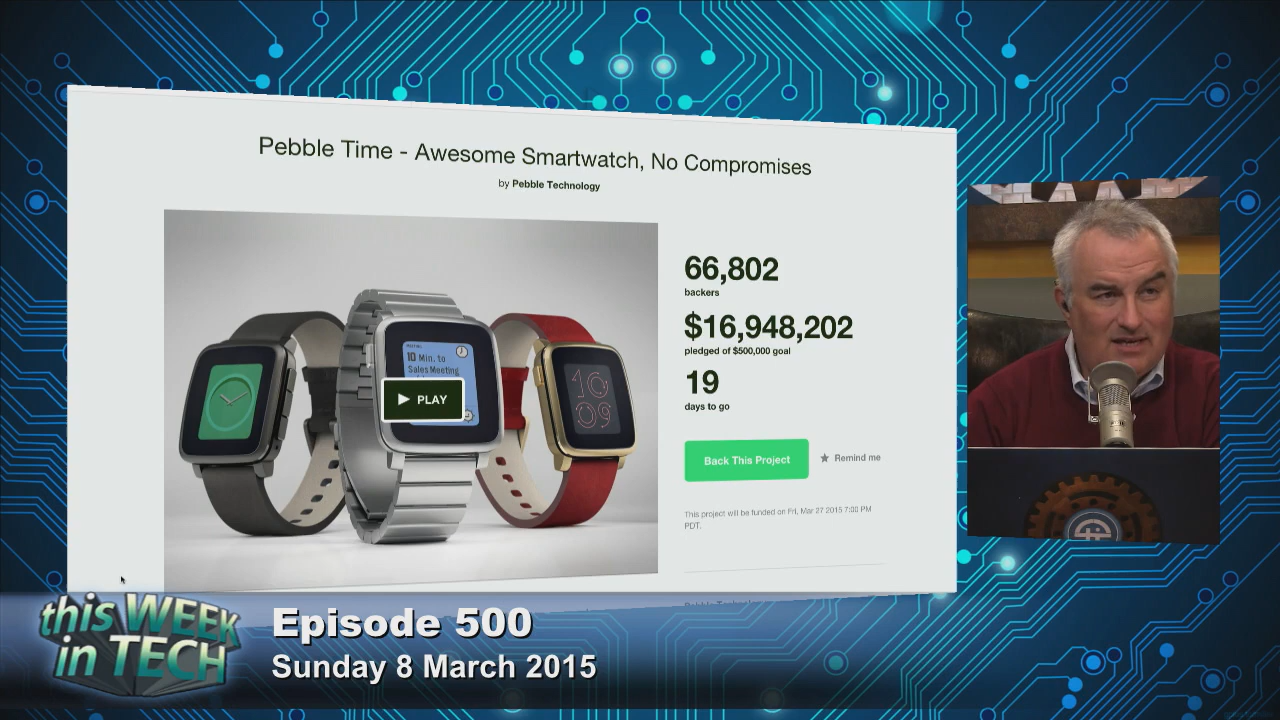 Pebble Time - Awesome Smartwatch, No Compromises
by Pebble Technology
10 Min. to
Sales Meeting
PLAY
10
09
66,802
backers
$16,948,202
pledged of $500,000 goal
19
days to go
Back This Project
Remind me
This project will be funded on Fri, Mar 27 2015 7:00 PM
PDT.
this WEEK
in TECH
Episode 500
Sunday 8 March 2015